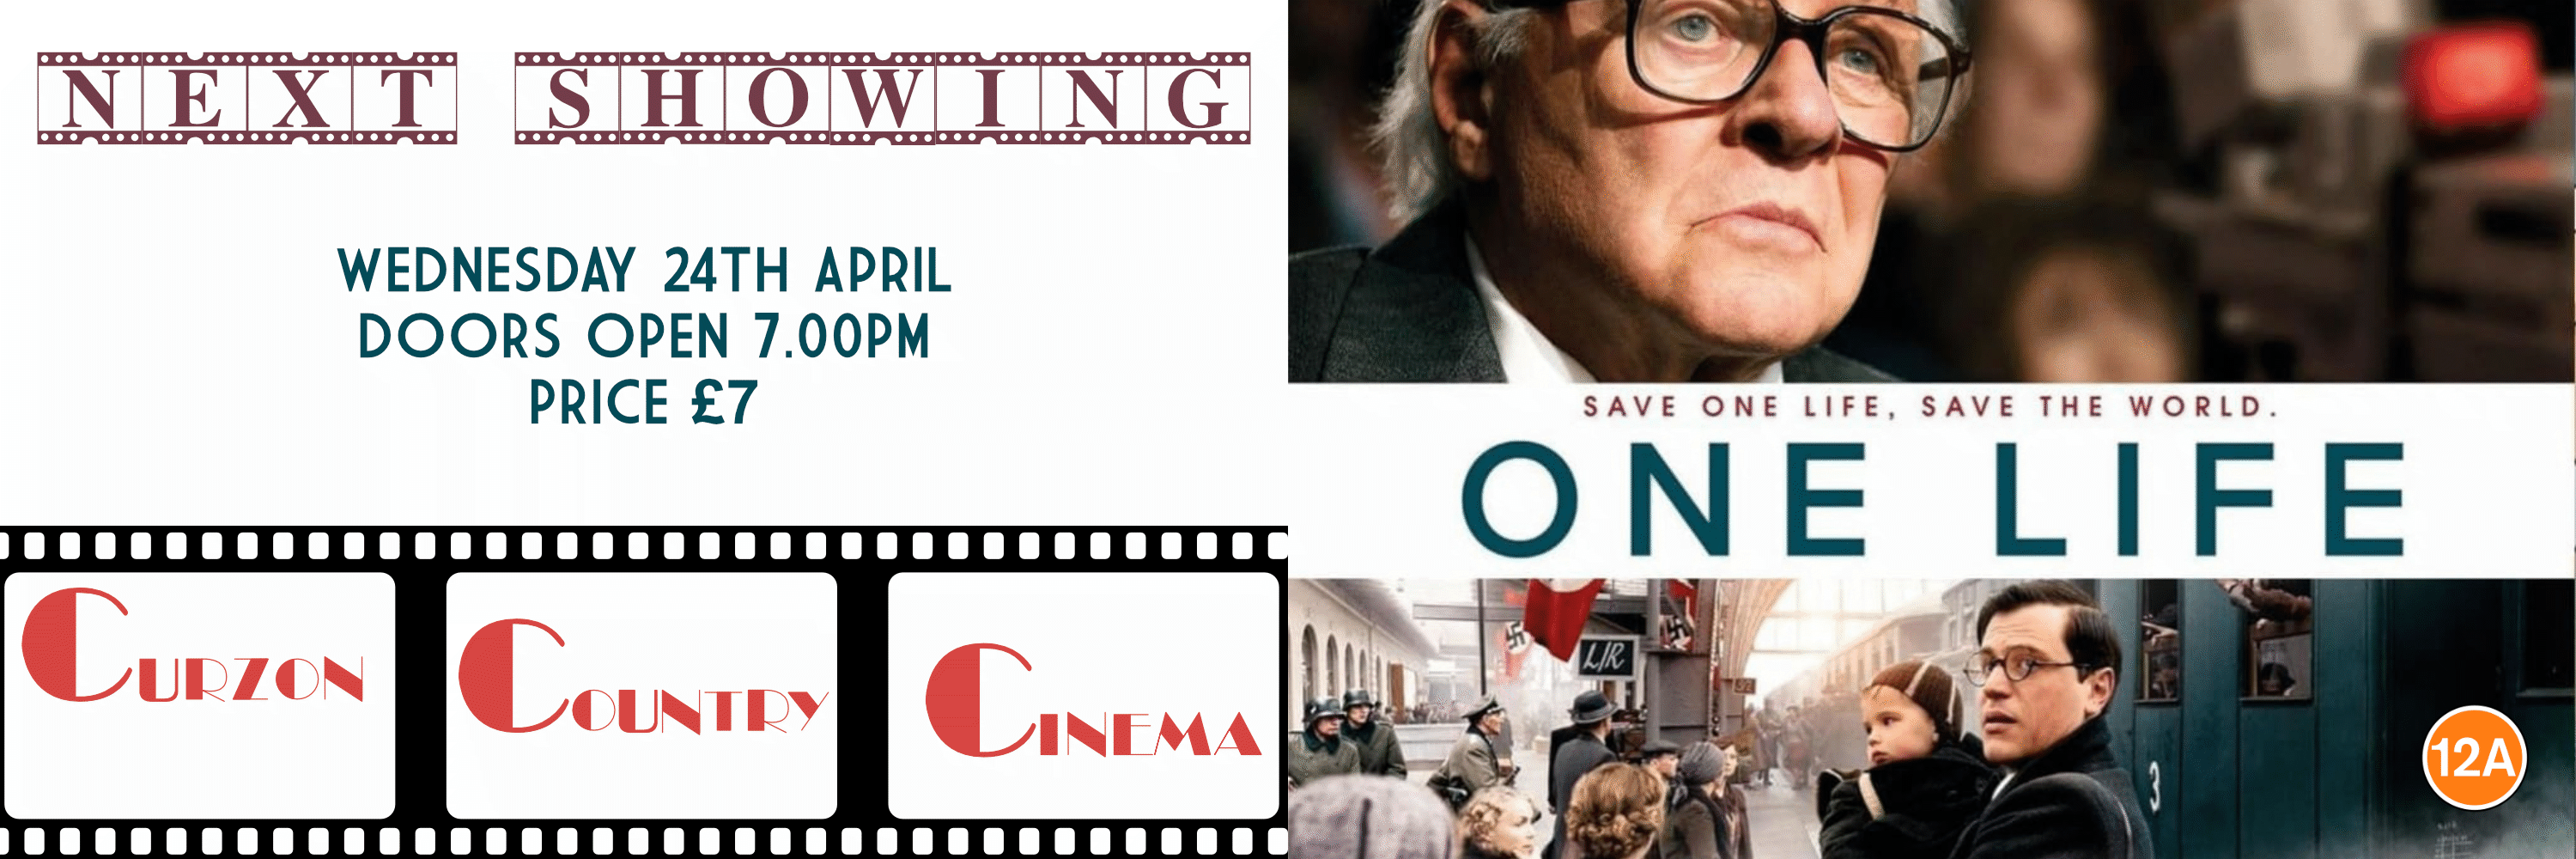 NEXT SHOWING
WEDNESDAY 24TH APRIL
DOORS OPEN 7.00PM
PRICE £7
CURZON COUNTRY CINEMA
SAVE ONE LIFE, SAVE THE WORLD.
ONE LIFE
L/R
3
12A